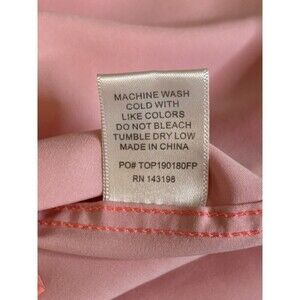 MACHINE WASH
COLD WITH
LIKE COLORS
DO NOT BLEACH
TUMBLE DRY LOW
MADE IN CHINA
PO# TOP190180FP
RN 143198